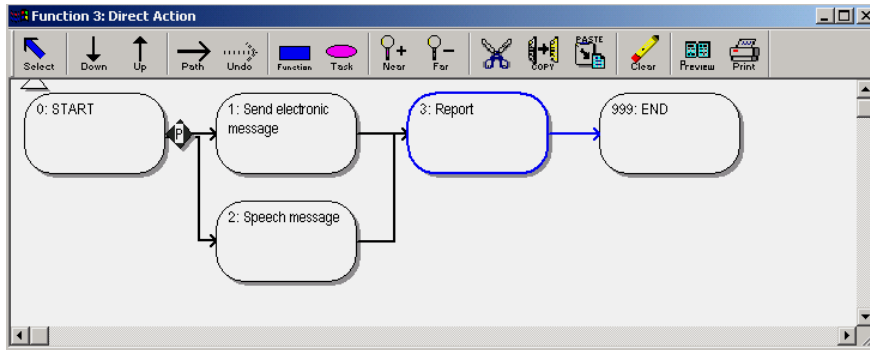 Function 3: Direct Action
Select Down Up Path Undo Function Task Near Far COPY PASTE Clear Preview Print
0: START
P
1: Send electronic
message
3: Report
999: END
2: Speech message